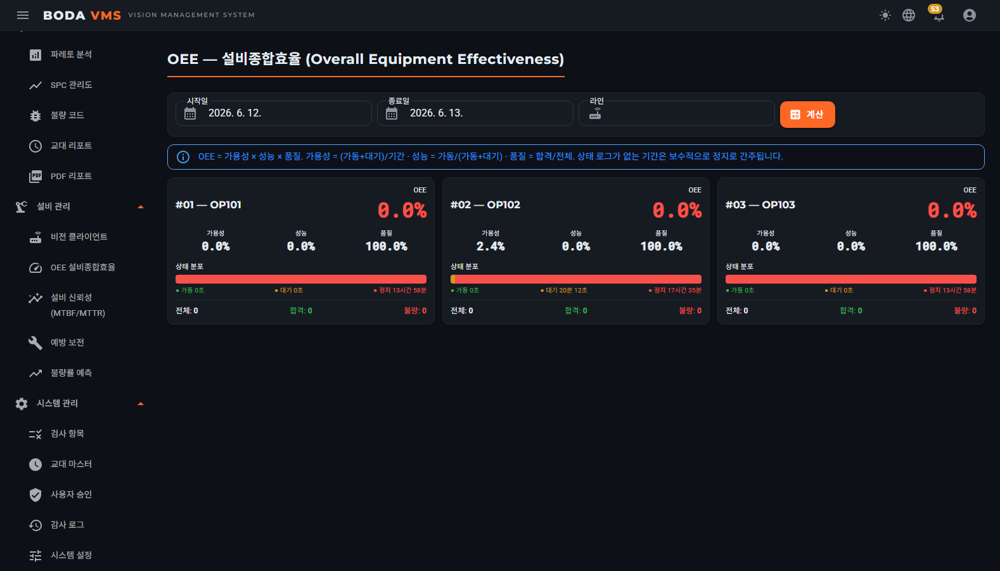 BODA VMS VISION MANAGEMENT SYSTEM
53
파레토 분석
SPC 관리도
불량 코드
교대 리포트
PDF 리포트
설비 관리
비전 클라이언트
OEE 설비종합효율
설비 신뢰성
(MTBF/MTTR)
예방 보전
불량률 예측
시스템 관리
검사 항목
교대 마스터
사용자 승인
감사 로그
시스템 설정
OEE — 설비종합효율 (Overall Equipment Effectiveness)
시작일
2026. 6. 12.
종료일
2026. 6. 13.
라인
계산
OEE = 가용성 × 성능 × 품질. 가용성 = (가동+대기)/기간 · 성능 = 가동/(가동+대기) · 품질 = 합격/전체. 상태 로그가 없는 기간은 보수적으로 정지로 간주됩니다.
#01 — OP101
OEE
0.0%
가용성 성능 품질
0.0% 0.0% 100.0%
상태 분포
● 가동 0초 ● 대기 0초 ● 정지 13시간 58분
전체: 0 합격: 0 불량: 0
#02 — OP102
OEE
0.0%
가용성 성능 품질
2.4% 0.0% 100.0%
상태 분포
● 가동 0초 ● 대기 20분 12초 ● 정지 17시간 35분
전체: 0 합격: 0 불량: 0
#03 — OP103
OEE
0.0%
가용성 성능 품질
0.0% 0.0% 100.0%
상태 분포
● 가동 0초 ● 대기 0초 ● 정지 13시간 58분
전체: 0 합격: 0 불량: 0